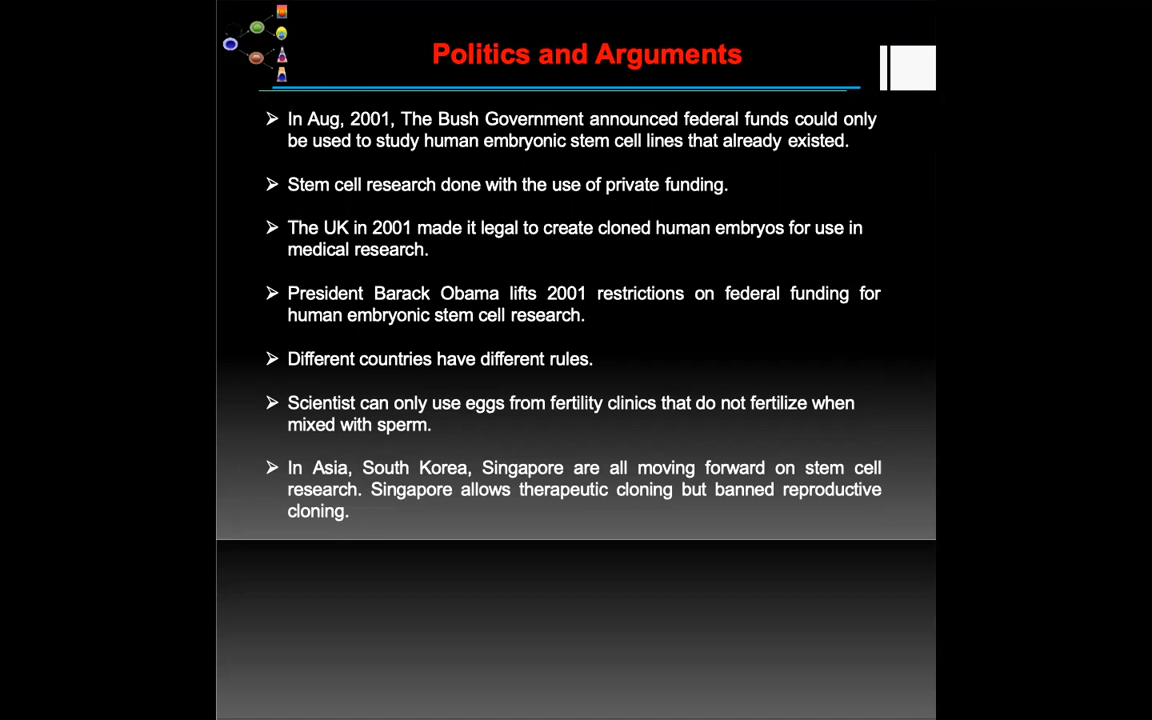 Politics and Arguments
➢ In Aug, 2001, The Bush Government announced federal funds could only
be used to study human embryonic stem cell lines that already existed.
➢ Stem cell research done with the use of private funding.
➢ The UK in 2001 made it legal to create cloned human embryos for use in
medical research.
➢ President Barack Obama lifts 2001 restrictions on federal funding for
human embryonic stem cell research.
➢ Different countries have different rules.
➢ Scientist can only use eggs from fertility clinics that do not fertilize when
mixed with sperm.
➢ In Asia, South Korea, Singapore are all moving forward on stem cell
research. Singapore allows therapeutic cloning but banned reproductive
cloning.